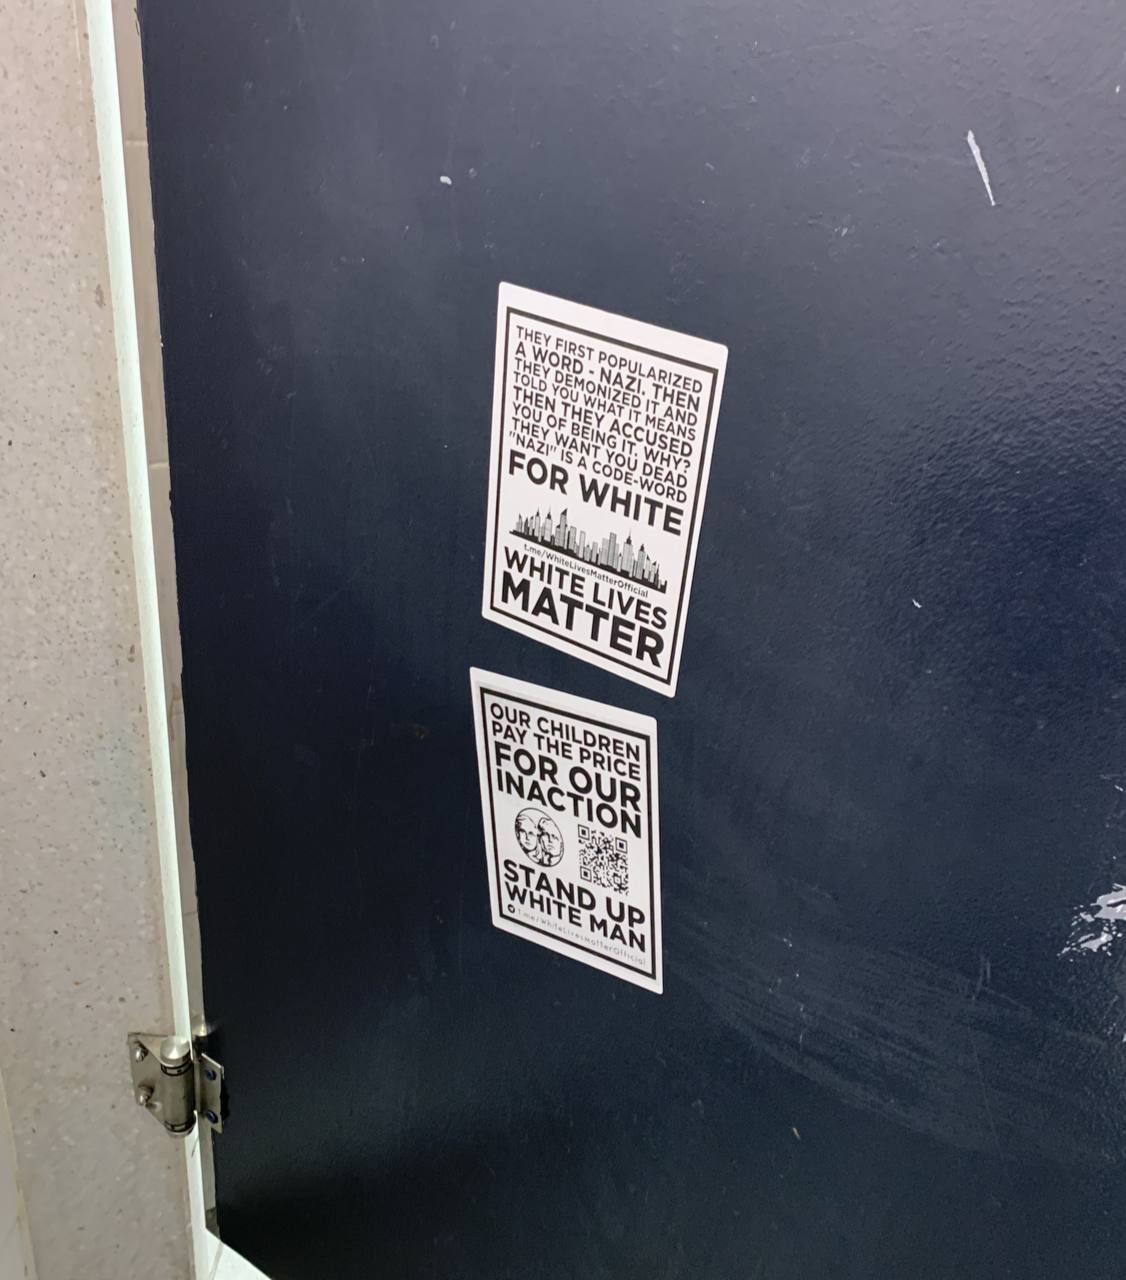 THEY FIRST POPULARIZED
A WORD - NAZI. THEN
THEY DEMONIZED IT AND
TOLD YOU WHAT IT MEANS
THEN THEY ACCUSED
YOU OF BEING IT. WHY?
THEY WANT YOU DEAD
"NAZI" IS A CODE-WORD
FOR WHITE
t.me/WhiteLivesMatterOfficial
WHITE LIVES
MATTER
OUR CHILDREN
PAY THE PRICE
FOR OUR
INACTION
STAND UP
WHITE MAN
t.me/WhiteLivesMatterOfficial